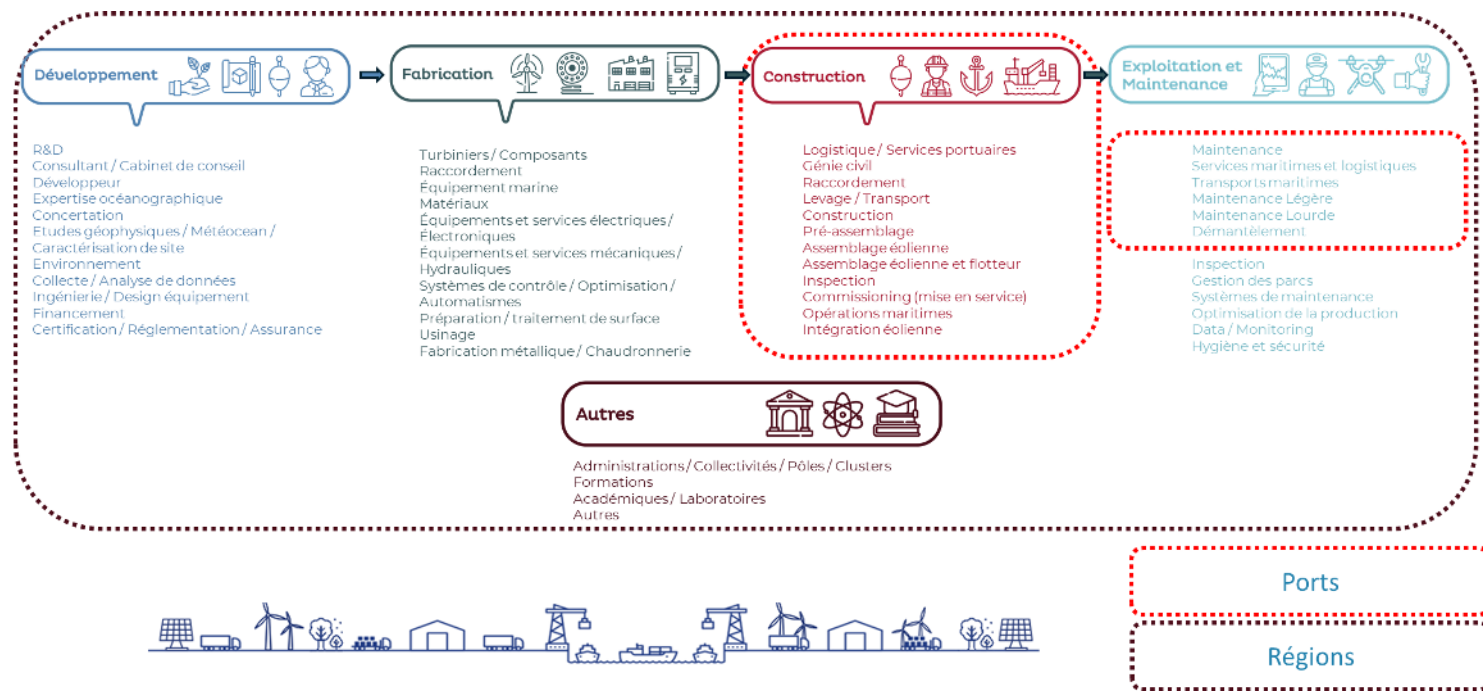 Développement
R&D
Consultant / Cabinet de conseil
Développeur
Expertise océanographique
Concertation
Etudes géophysiques / Météocean /
Caractérisation de site
Environnement
Collecte / Analyse de données
Ingénierie / Design équipement
Financement
Certification / Réglementation / Assurance
Fabrication
Turbiniers / Composants
Raccordement
Équipement marine
Matériaux
Équipements et services électriques /
Électroniques
Équipements et services mécaniques /
Hydrauliques
Systèmes de contrôle / Optimisation /
Automatismes
Préparation / traitement de surface
Usinage
Fabrication métallique / Chaudronnerie
Construction
Logistique / Services portuaires
Génie civil
Raccordement
Levage / Transport
Construction
Pré-assemblage
Assemblage éolienne
Assemblage éolienne et flotteur
Inspection
Commissioning (mise en service)
Opérations maritimes
Intégration éolienne
Exploitation et
Maintenance
Maintenance
Services maritimes et logistiques
Transports maritimes
Maintenance Légère
Maintenance Lourde
Démantèlement
Inspection
Gestion des parcs
Systèmes de maintenance
Optimisation de la production
Data / Monitoring
Hygiène et sécurité
Autres
Administrations / Collectivités / Pôles / Clusters
Formations
Académiques / Laboratoires
Autres
Ports
Régions